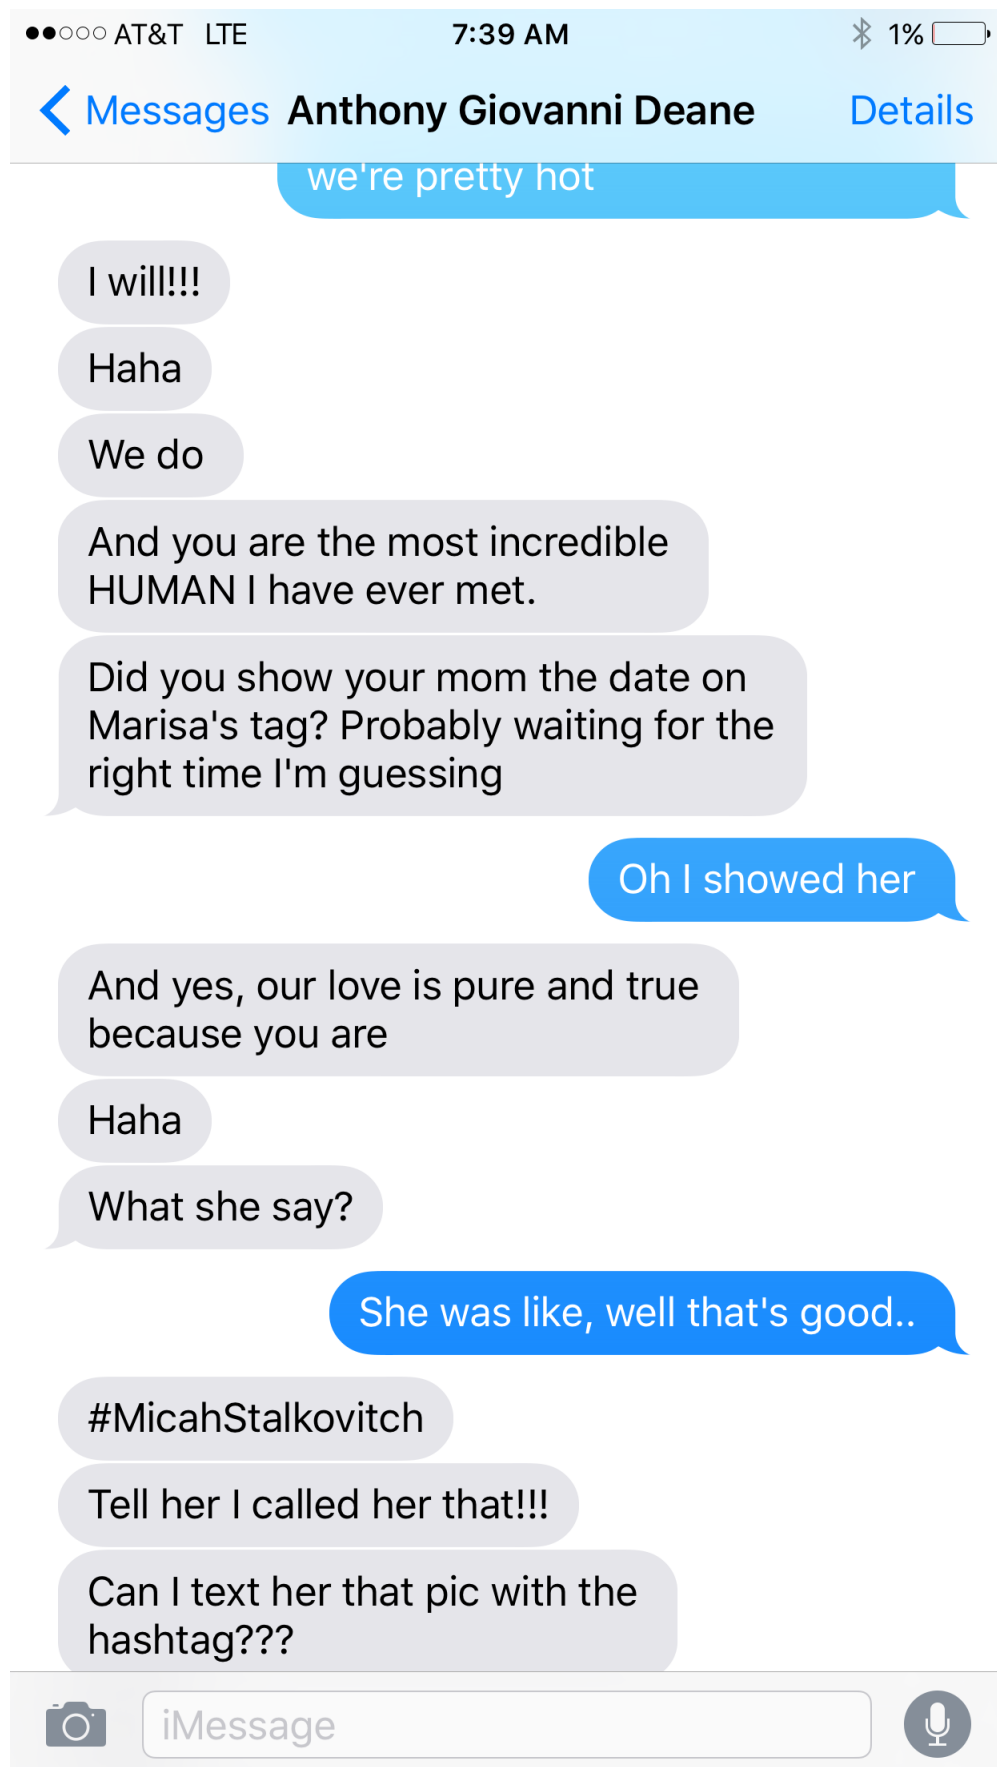 AT&T LTE 7:39 AM 1%
Messages Anthony Giovanni Deane Details
we're pretty hot
I will!!!
Haha
We do
And you are the most incredible
HUMAN I have ever met.
Did you show your mom the date on
Marisa's tag? Probably waiting for the
right time I'm guessing
Oh I showed her
And yes, our love is pure and true
because you are
Haha
What she say?
She was like, well that's good..
#MicahStalkovitch
Tell her I called her that!!!
Can I text her that pic with the
hashtag???
iMessage